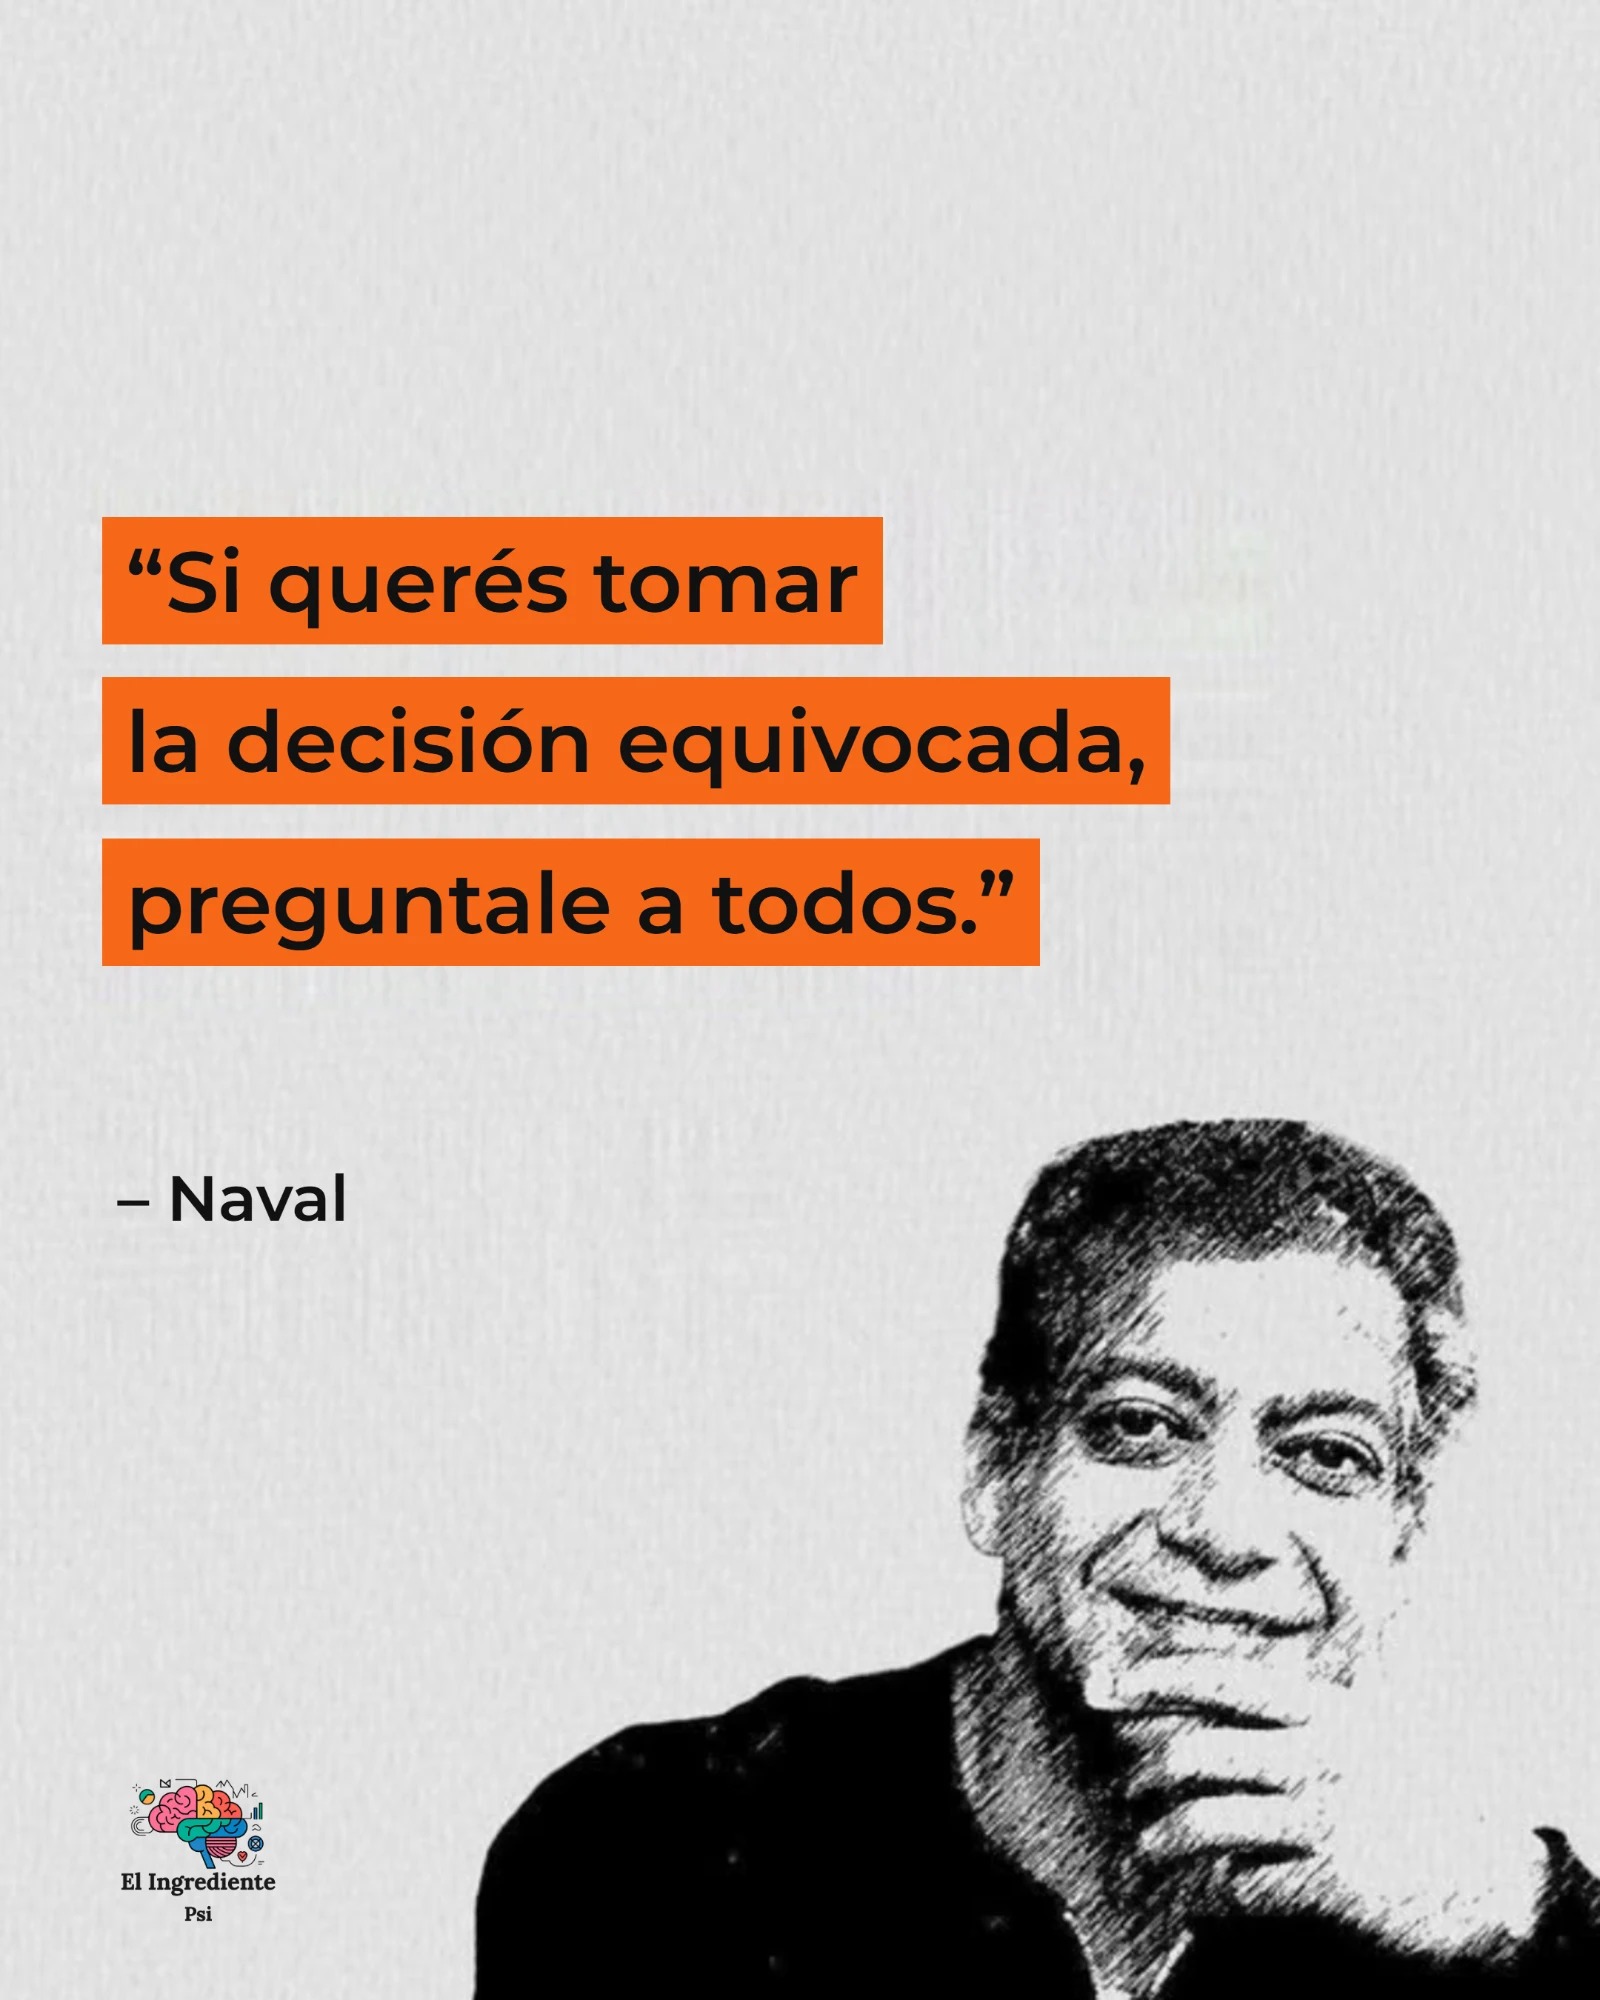 “Si querés tomar
la decisión equivocada,
preguntale a todos.”
– Naval
El Ingrediente
Psi